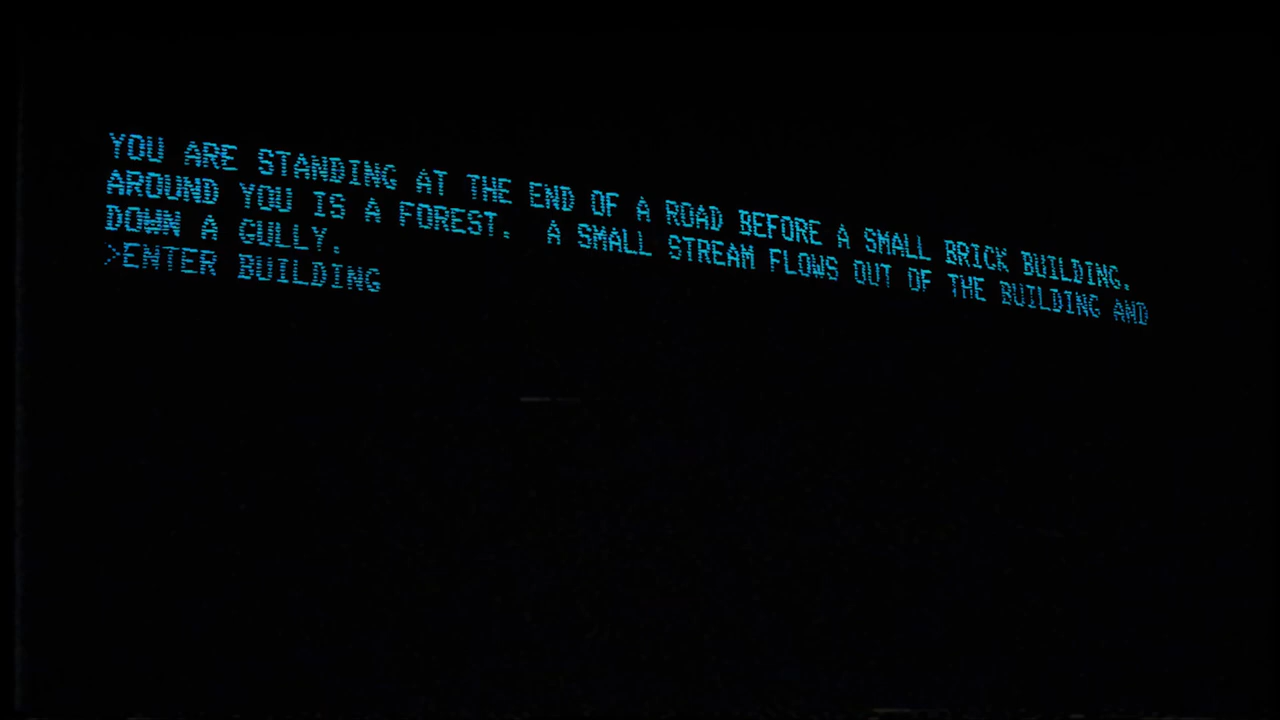 YOU ARE STANDING AT THE END OF A ROAD BEFORE A SMALL BRICK BUILDING.
AROUND YOU IS A FOREST.  A SMALL STREAM FLOWS OUT OF THE BUILDING AND
DOWN A GULLY.
>ENTER BUILDING